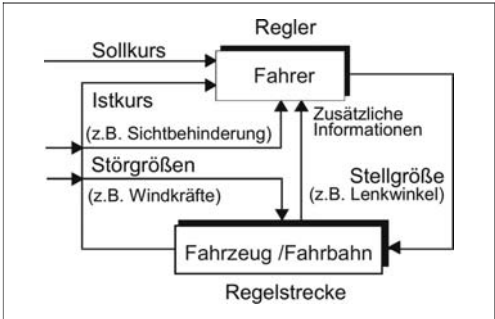 Regler
Sollkurs
Fahrer
Istkurs
(z.B. Sichtbehinderung)
Zusätzliche
Informationen
Störgrößen
(z.B. Windkräfte)
Stellgröße
(z.B. Lenkwinkel)
Fahrzeug /Fahrbahn
Regelstrecke